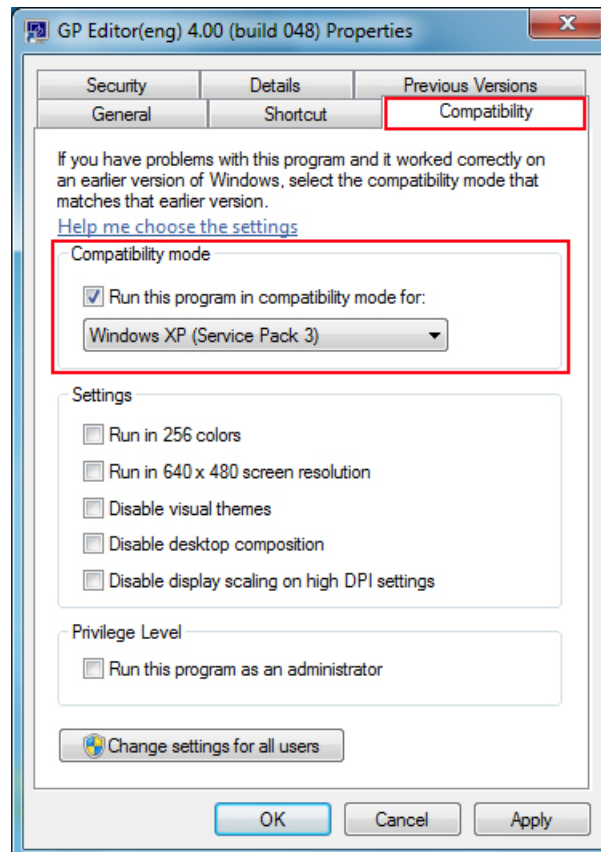 GP Editor(eng) 4.00 (build 048) Properties
Security Details Previous Versions
General Shortcut Compatibility
If you have problems with this program and it worked correctly on
an earlier version of Windows, select the compatibility mode that
matches that earlier version.
Help me choose the settings
Compatibility mode
Run this program in compatibility mode for:
Windows XP (Service Pack 3)
Settings
Run in 256 colors
Run in 640 x 480 screen resolution
Disable visual themes
Disable desktop composition
Disable display scaling on high DPI settings
Privilege Level
Run this program as an administrator
Change settings for all users
OK Cancel Apply